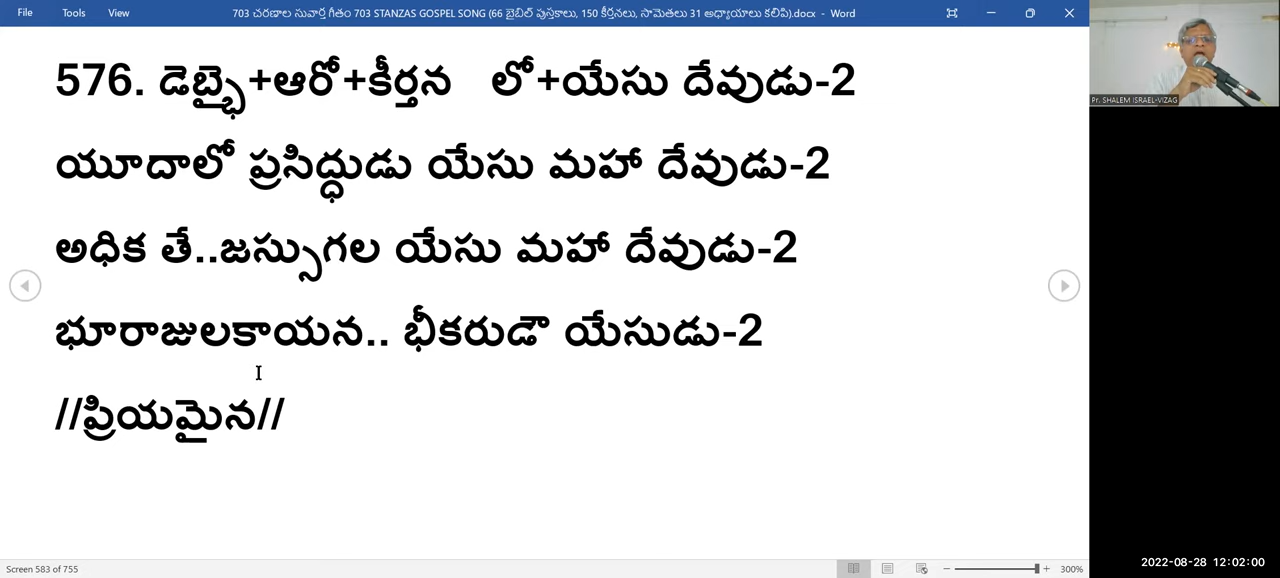 File Tools View 703 చరణాల సువార్త గీతం 703 STANZAS GOSPEL SONG (66 బైబిల్ పుస్తకాలు, 150 కీర్తనలు, సామెతలు 31 అధ్యాయాలు కలిపి).docx - Word
576. డెబ్భై+ఆరో+కీర్తన లో+యేసు దేవుడు-2
యూదాలో ప్రసిద్ధుడు యేసు మహా దేవుడు-2
అధిక తే..జస్సుగల యేసు మహా దేవుడు-2
భూరాజులకాయన.. భీకరుడౌ యేసుడు-2
//ప్రియమైన//
Pr. SHALEM ISRAEL-VIZAG
2022-08-28 12:02:00
Screen 583 of 755 300%